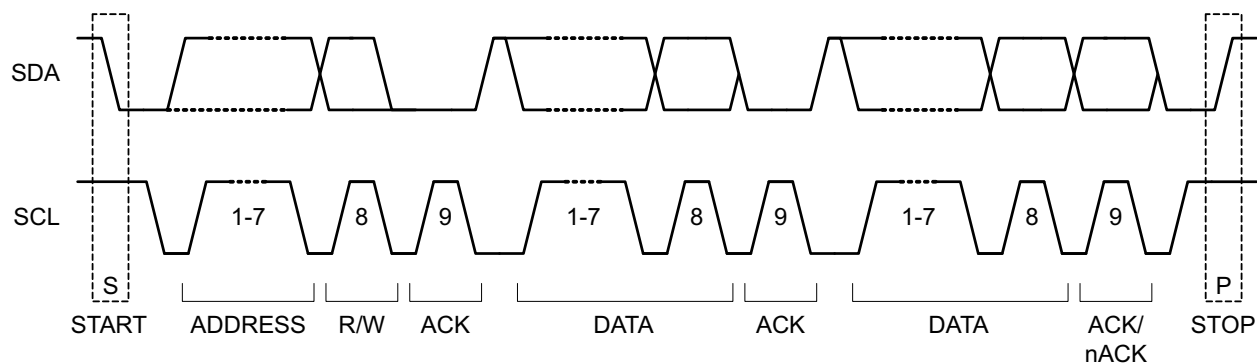 SDA
SCL
1-7 8 9 1-7 8 9 1-7 8 9
S P
START ADDRESS R/W ACK DATA ACK DATA ACK/ STOP
nACK